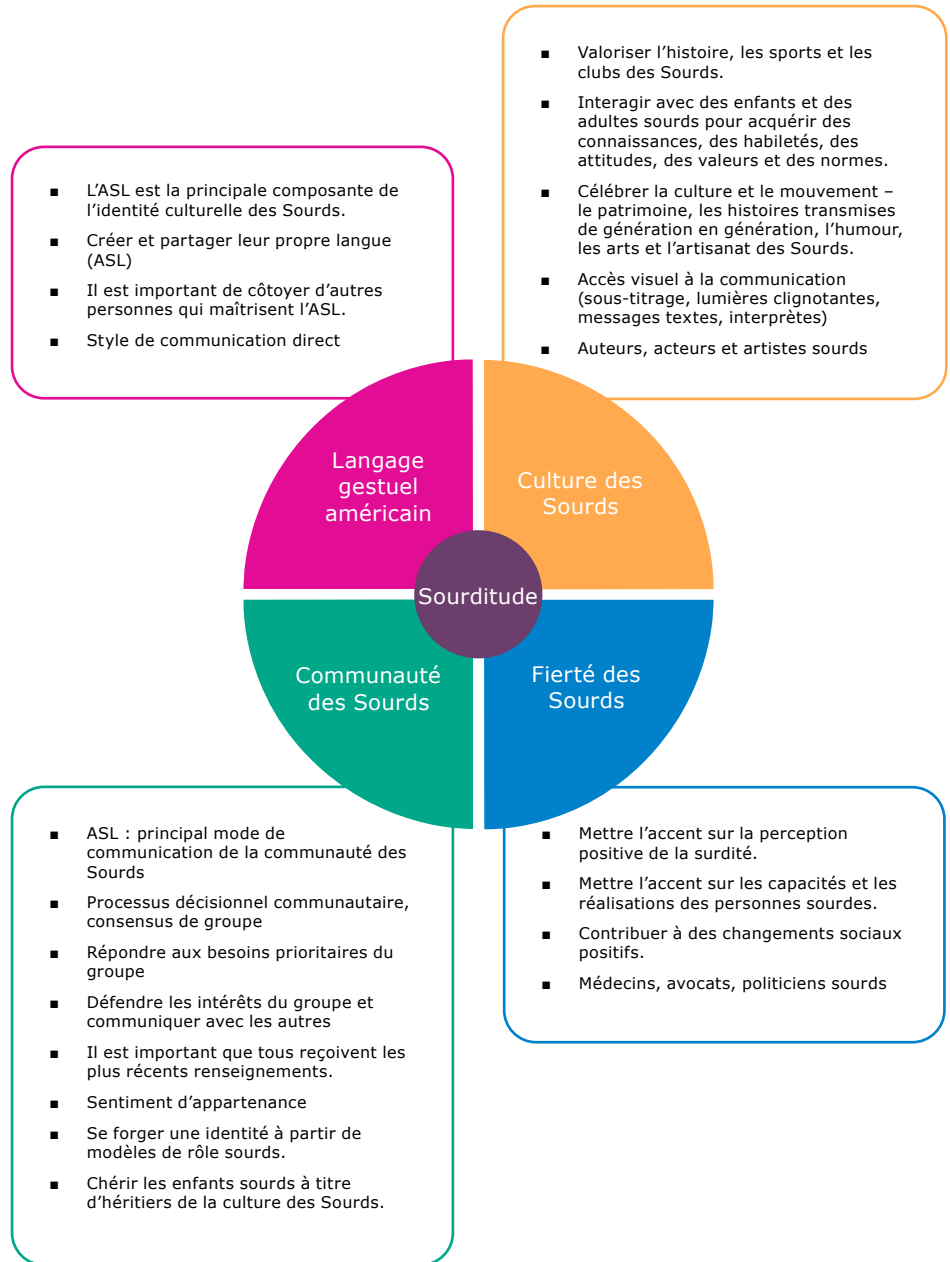 ■ L’ASL est la principale composante de
l’identité culturelle des Sourds.
■ Créer et partager leur propre langue
(ASL)
■ Il est important de côtoyer d’autres
personnes qui maîtrisent l’ASL.
■ Style de communication direct
■ Valoriser l’histoire, les sports et les
clubs des Sourds.
■ Interagir avec des enfants et des
adultes sourds pour acquérir des
connaissances, des habiletés, des
attitudes, des valeurs et des normes.
■ Célébrer la culture et le mouvement –
le patrimoine, les histoires transmises
de génération en génération, l’humour,
les arts et l’artisanat des Sourds.
■ Accès visuel à la communication
(sous-titrage, lumières clignotantes,
messages textes, interprètes)
■ Auteurs, acteurs et artistes sourds
Langage
gestuel
américain
Culture des
Sourds
Sourditude
Communauté
des Sourds
Fierté des
Sourds
■ ASL : principal mode de
communication de la communauté des
Sourds
■ Processus décisionnel communautaire,
consensus de groupe
■ Répondre aux besoins prioritaires du
groupe
■ Défendre les intérêts du groupe et
communiquer avec les autres
■ Il est important que tous reçoivent les
plus récents renseignements.
■ Sentiment d’appartenance
■ Se forger une identité à partir de
modèles de rôle sourds.
■ Chérir les enfants sourds à titre
d’héritiers de la culture des Sourds.
■ Mettre l’accent sur la perception
positive de la surdité.
■ Mettre l’accent sur les capacités et les
réalisations des personnes sourdes.
■ Contribuer à des changements sociaux
positifs.
■ Médecins, avocats, politiciens sourds